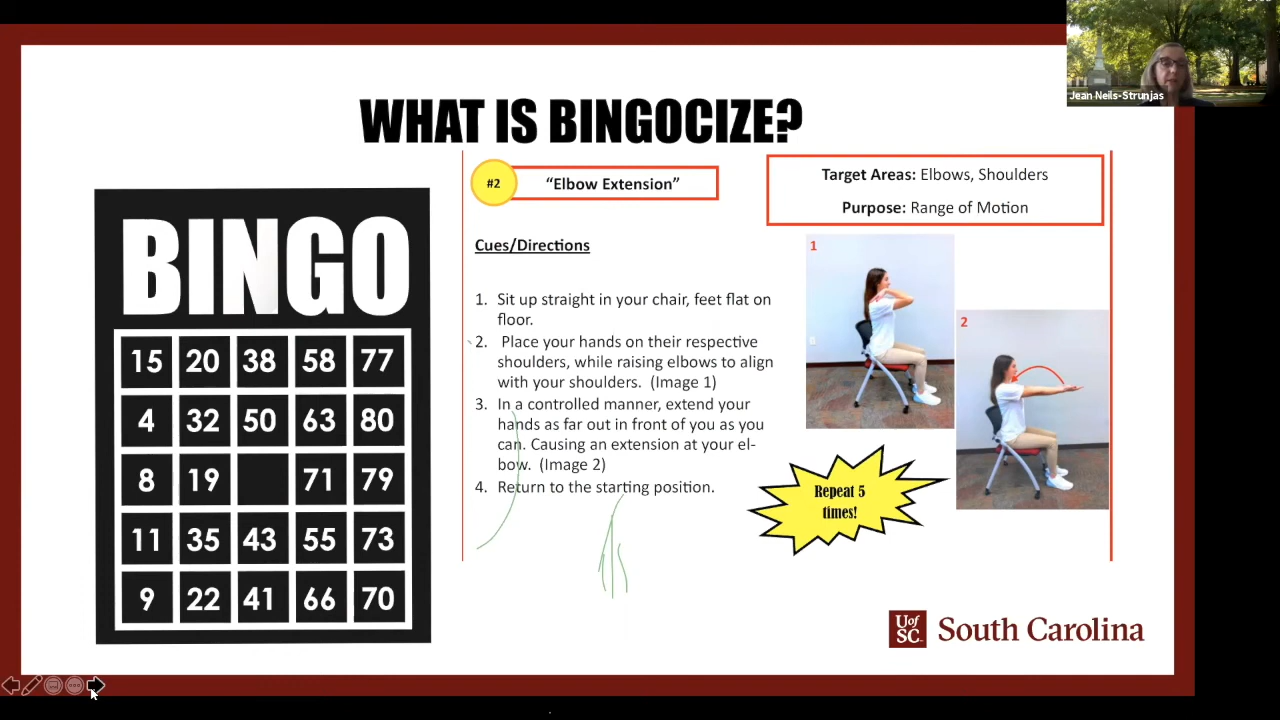 Jean Neils-Strunjas
WHAT IS BINGOCIZE?
BINGO
15 20 38 58 77
4 32 50 63 80
8 19 71 79
11 35 43 55 73
9 22 41 66 70
#2
“Elbow Extension”
Target Areas: Elbows, Shoulders
Purpose: Range of Motion
Cues/Directions
1. Sit up straight in your chair, feet flat on
floor.
2. Place your hands on their respective
shoulders, while raising elbows to align
with your shoulders. (Image 1)
3. In a controlled manner, extend your
hands as far out in front of you as you
can. Causing an extension at your el-
bow. (Image 2)
4. Return to the starting position.
1
2
Repeat 5
times!
U of
SC
South Carolina